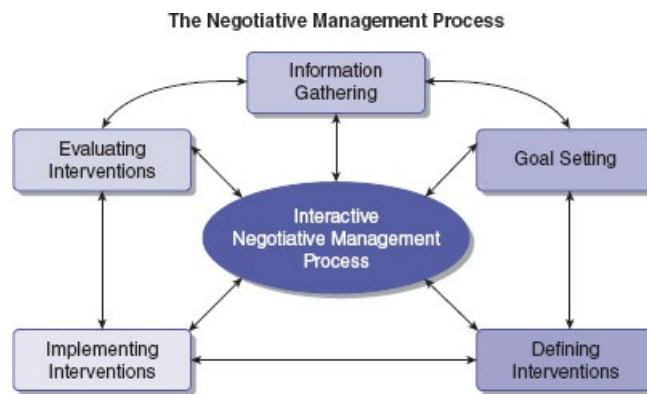 The Negotiative Management Process
Information
Gathering
Evaluating
Interventions
Goal Setting
Interactive
Negotiative Management
Process
Implementing
Interventions
Defining
Interventions